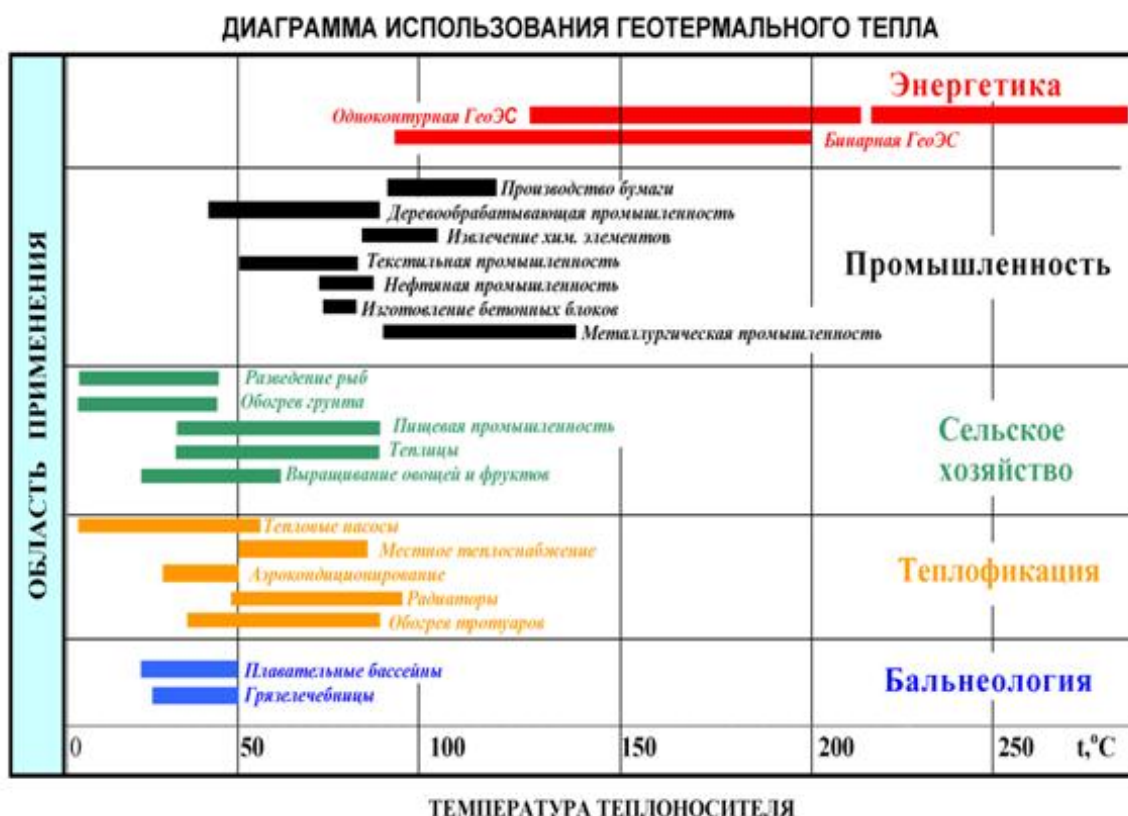 ДИАГРАММА ИСПОЛЬЗОВАНИЯ ГЕОТЕРМАЛЬНОГО ТЕПЛА
ОБЛАСТЬ ПРИМЕНЕНИЯ
Энергетика
Одноконтурная ГеоЭС
Бинарная ГеоЭС
Производство бумаги
Деревообрабатывающая промышленность
Извлечение хим. элементов
Текстильная промышленность
Нефтяная промышленность
Изготовление бетонных блоков
Металлургическая промышленность
Промышленность
Разведение рыб
Обогрев грунта
Пищевая промышленность
Теплицы
Выращивание овощей и фруктов
Сельское
хозяйство
Тепловые насосы
Местное теплоснабжение
Аэрокондиционирование
Радиаторы
Обогрев тротуаров
Теплофикация
Плавательные бассейны
Грязелечебницы
Бальнеология
0 50 100 150 200 250 t,°C
ТЕМПЕРАТУРА ТЕПЛОНОСИТЕЛЯ